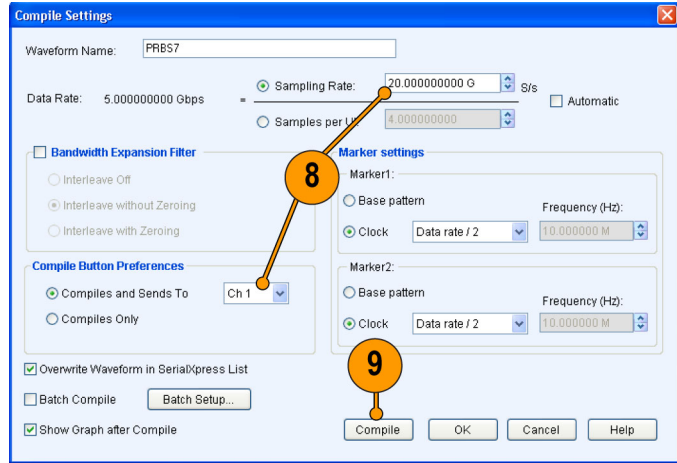 Compile Settings
Waveform Name: PRBS7
Sampling Rate: 20.000000000 G S/s
Data Rate: 5.000000000 Gbps =
Automatic
Samples per UI: 4.000000000
Bandwidth Expansion Filter
Interleave Off
Interleave without Zeroing
Interleave with Zeroing
8
Marker settings
Marker1:
Base pattern
Frequency (Hz):
Clock Data rate / 2 10.000000 M
Compile Button Preferences
Compiles and Sends To Ch 1
Compiles Only
Marker2:
Base pattern
Frequency (Hz):
Clock Data rate / 2 10.000000 M
Overwrite Waveform in SerialXpress List
9
Batch Compile Batch Setup...
Show Graph after Compile
Compile OK Cancel Help